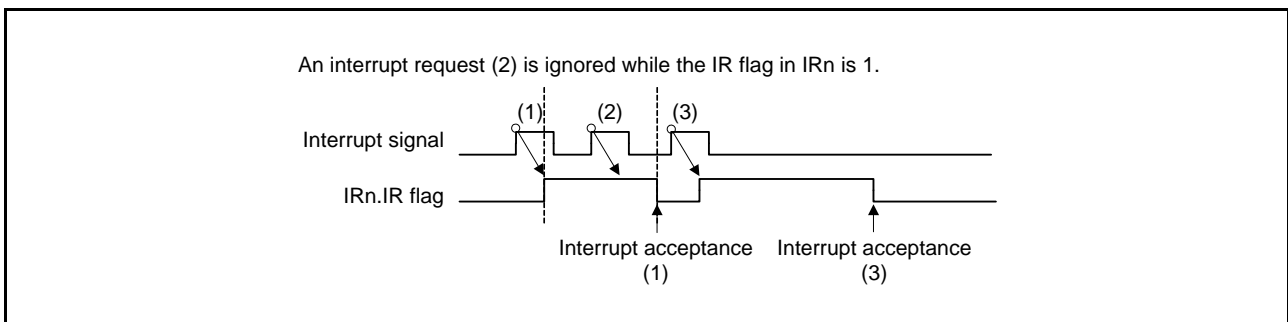 An interrupt request (2) is ignored while the IR flag in IRn is 1.
(1) (2) (3)
Interrupt signal
IRn.IR flag
Interrupt acceptance Interrupt acceptance
(1) (3)